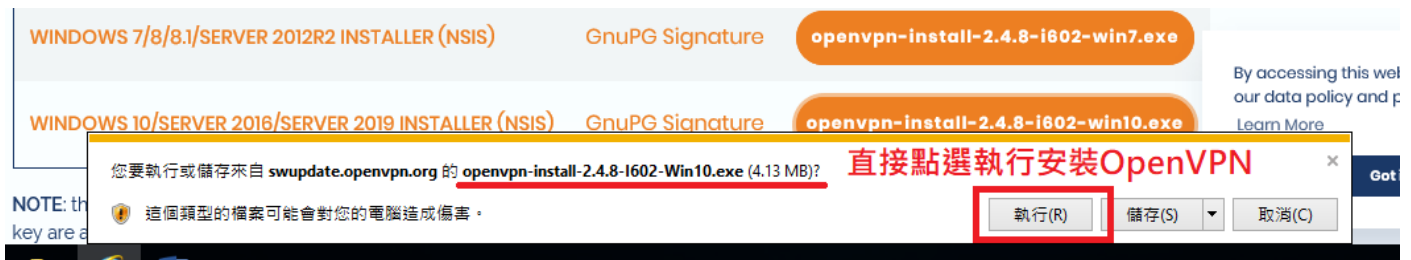 WINDOWS 7/8/8.1/SERVER 2012R2 INSTALLER (NSIS) GnuPG Signature openvpn-install-2.4.8-i602-win7.exe
By accessing this
our data policy and
WINDOWS 10/SERVER 2016/SERVER 2019 INSTALLER (NSIS) GnuPG Signature openvpn-install-2.4.8-i602-win10.exe
Learn More
您要執行或儲存來自 swupdate.openvpn.org 的 openvpn-install-2.4.8-I602-Win10.exe (4.13 MB)?
直接點選執行安裝OpenVPN
×
Got
NOTE: th
這個類型的檔案可能會對您的電腦造成傷害。
執行(R) 儲存(S) 取消(C)
key are a